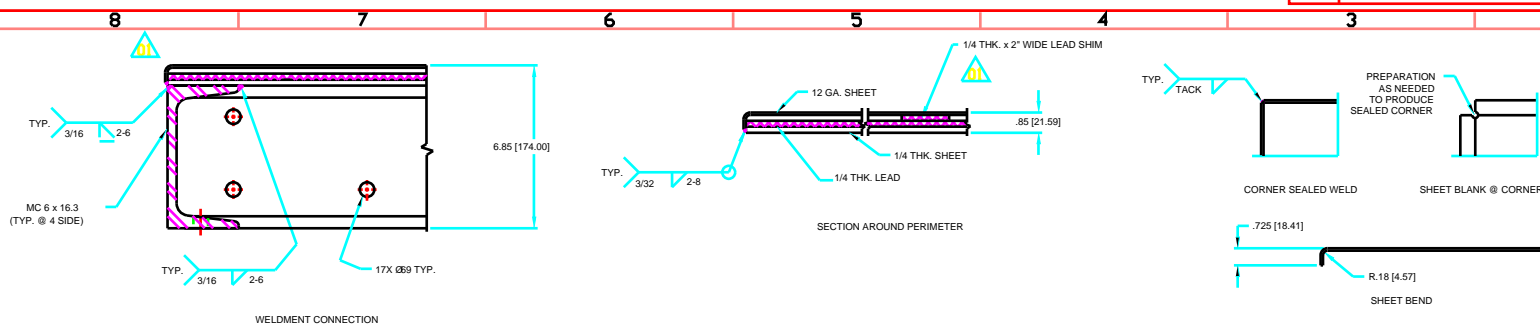 8 7 6 5 4 3
01
TYP.
3/16 2-6
MC 6 x 16.3
(TYP. @ 4 SIDE)
6.85 [174.00]
TYP.
3/16 2-6
17X Ø.69 TYP.
WELDMENT CONNECTION
1/4 THK. x 2" WIDE LEAD SHIM
01
12 GA. SHEET
.85 [21.59]
1/4 THK. SHEET
1/4 THK. LEAD
TYP.
3/32 2-8
SECTION AROUND PERIMETER
TYP.
TACK
CORNER SEALED WELD
PREPARATION
AS NEEDED
TO PRODUCE
SEALED CORNER
SHEET BLANK @ CORNER
.725 [18.41]
R.18 [4.57]
SHEET BEND